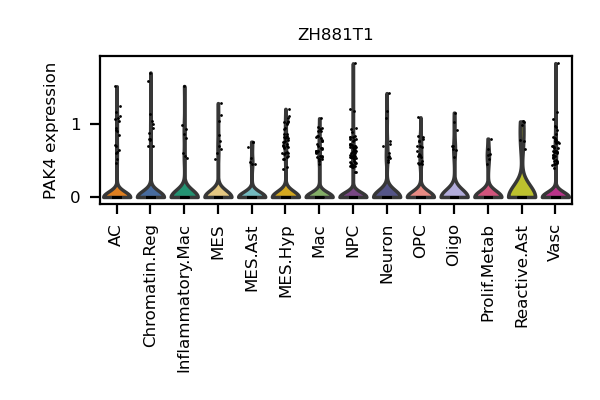 ZH881T1
PAK4 expression
1
0
AC
Chromatin.Reg
Inflammatory.Mac
MES
MES.Ast
MES.Hyp
Mac
NPC
Neuron
OPC
Oligo
Prolif.Metab
Reactive.Ast
Vasc